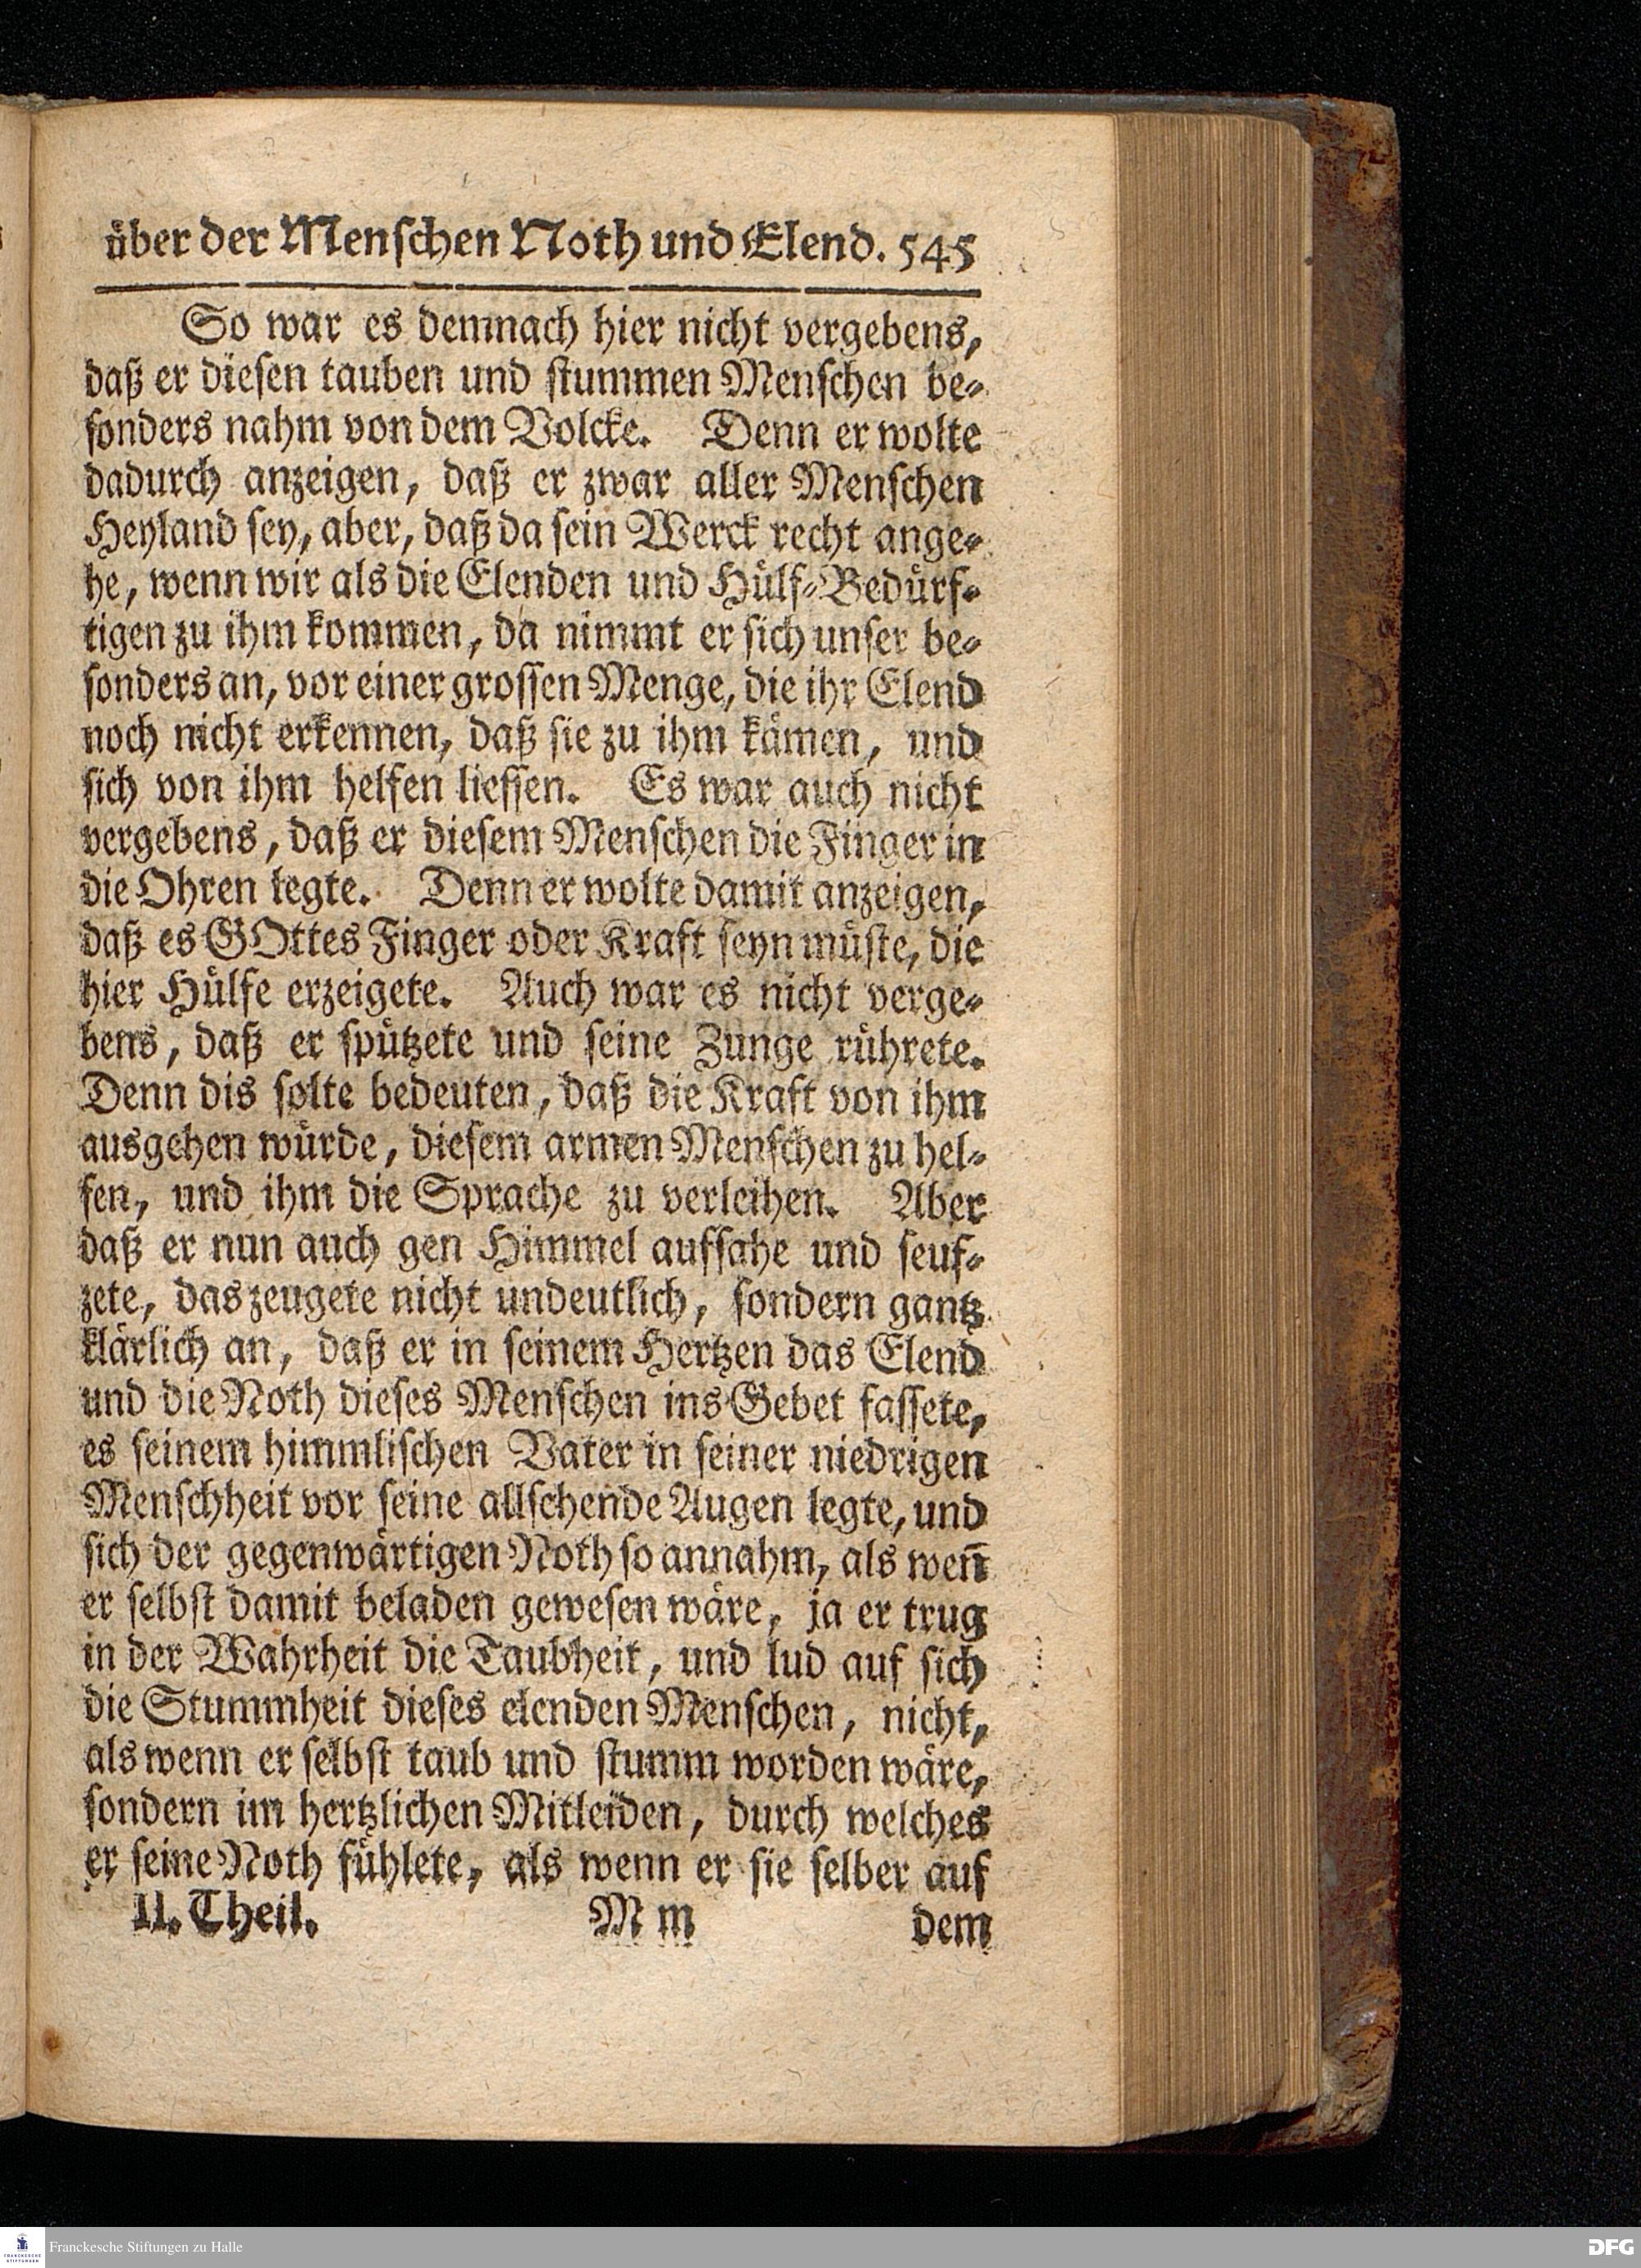 über der Menschen Noth und Elend. 545
So war es demnach hier nicht vergebens,
daß er diesen tauben und stummen Menschen be-
sonders nahm von dem Volcke. Denn er wolte
dadurch anzeigen, daß er zwar aller Menschen
Heyland sey, aber, daß da sein Werck recht ange-
he, wenn wir als die Elenden und Hülf-Bedürf-
tigen zu ihm kommen, da nimmt er sich unser be-
sonders an, vor einer grossen Menge, die ihr Elend
noch nicht erkennen, daß sie zu ihm kämen, und
sich von ihm helfen liessen. Es war auch nicht
vergebens, daß er diesem Menschen die Finger in
die Ohren legte. Denn er wolte damit anzeigen,
daß es GOttes Finger oder Kraft seyn müste, die
hier Hülfe erzeigete. Auch war es nicht verge-
bens, daß er spützete und seine Zunge rührete.
Denn dis solte bedeuten, daß die Kraft von ihm
ausgehen würde, diesem armen Menschen zu hel-
fen, und ihm die Sprache zu verleihen. Aber
daß er nun auch gen Himmel aufsahe und seuf-
zete, das zeugete nicht undeutlich, sondern gantz
klärlich an, daß er in seinem Hertzen das Elend
und die Noth dieses Menschen ins Gebet fassete,
es seinem himmlischen Vater in seiner niedrigen
Menschheit vor seine allsehende Augen legte, und
sich der gegenwärtigen Noth so annahm, als weñ
er selbst damit beladen gewesen wäre, ja er trug
in der Wahrheit die Taubheit, und lud auf sich
die Stummheit dieses elenden Menschen, nicht,
als wenn er selbst taub und stumm worden wäre,
sondern im hertzlichen Mitleiden, durch welches
er seine Noth fühlete, als wenn er sie selber auf
II. Theil. M m dem
Franckesche Stiftungen zu Halle
DFG
FRANCKESCHE
STIFTUNGEN